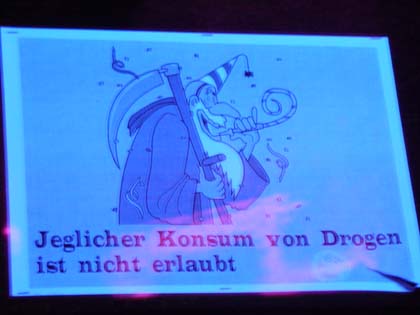 Jeglicher Konsum von Drogen
ist nicht erlaubt